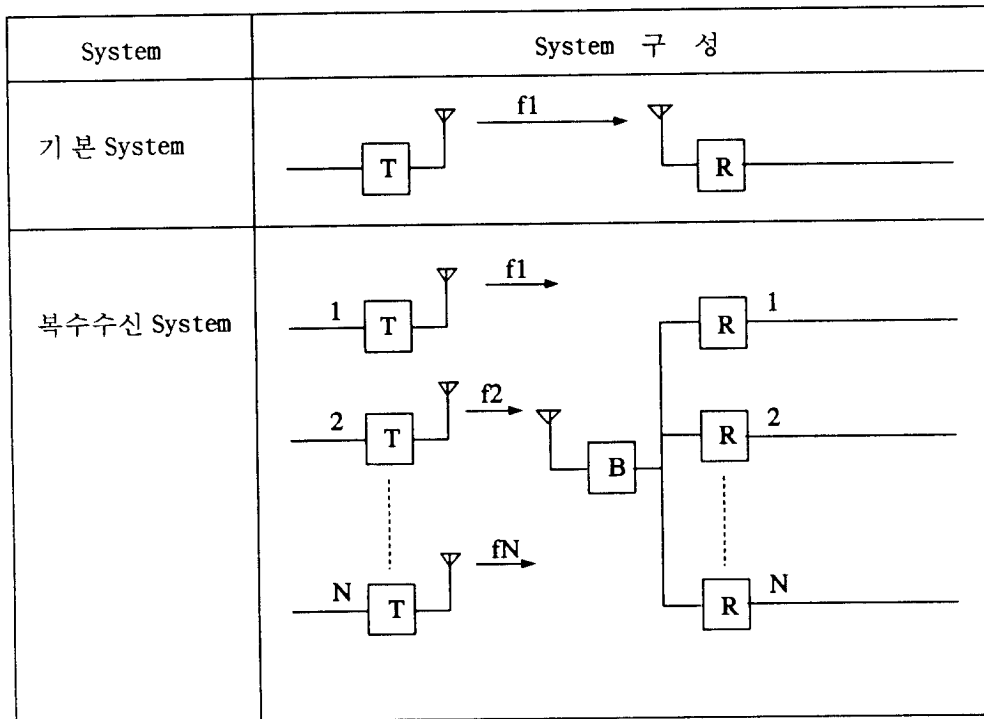 System
System 구 성
기 본 System
f1
T
R
복수수신 System
f1
1
T
R
1
f2
2
T
B
R
2
fN
N
T
R
N